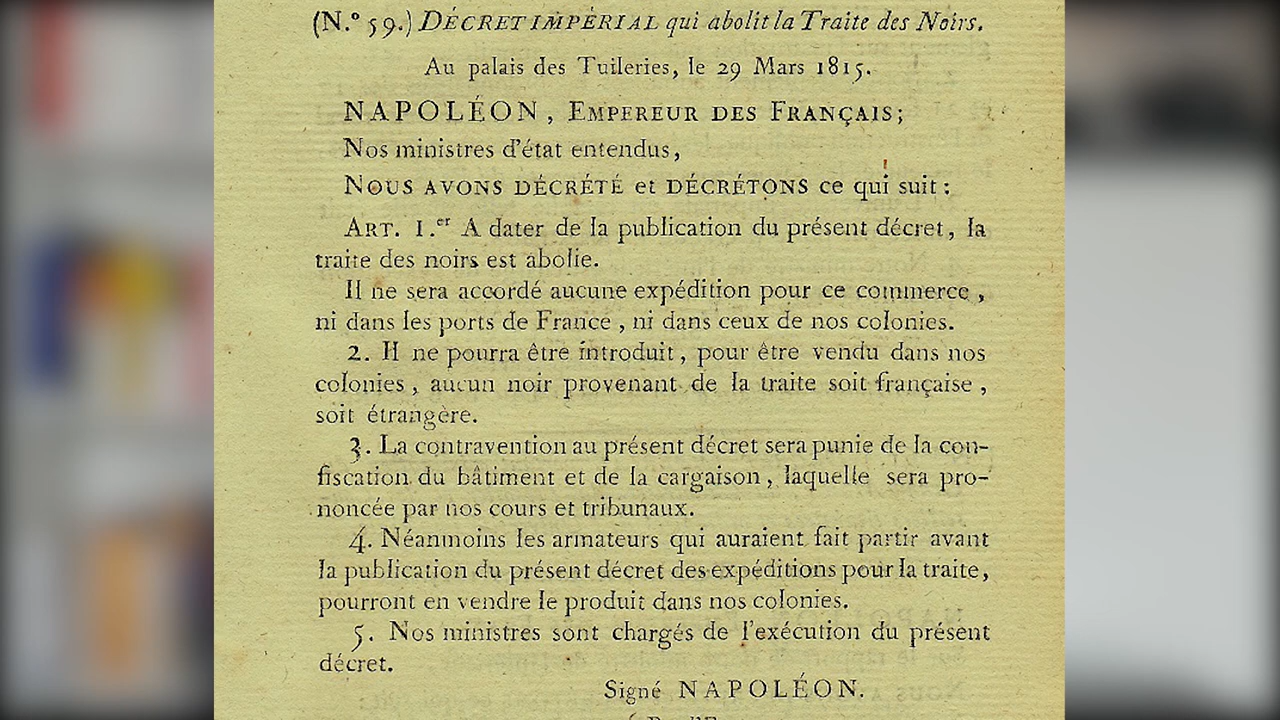 (N.º 59.) DÉCRET IMPÉRIAL qui abolit la Traite des Noirs.
Au palais des Tuileries, le 29 Mars 1815.
NAPOLÉON, EMPEREUR DES FRANÇAIS;
Nos ministres d'état entendus,
NOUS AVONS DÉCRÉTÉ et DÉCRÉTONS ce qui suit:
ART. 1.er A dater de la publication du présent décret, la
traite des noirs est abolie.
Il ne sera accordé aucune expédition pour ce commerce,
ni dans les ports de France, ni dans ceux de nos colonies.
2. Il ne pourra être introduit, pour être vendu dans nos
colonies, aucun noir provenant de la traite soit française,
soit étrangère.
3. La contravention au présent décret sera punie de la con-
fiscation du bâtiment et de la cargaison, laquelle sera pro-
noncée par nos cours et tribunaux.
4. Néanmoins les armateurs qui auraient fait partir avant
la publication du présent décret des expéditions pour la traite,
pourront en vendre le produit dans nos colonies.
5. Nos ministres sont chargés de l'exécution du présent
décret.
Signé NAPOLÉON.